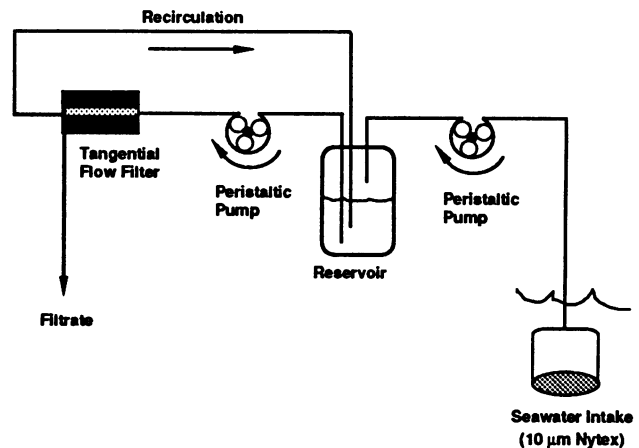 Recirculation
Tangential
Flow Filter
Peristaltic
Pump
Peristaltic
Pump
Reservoir
Filtrate
Seawater Intake
(10 µm Nytex)